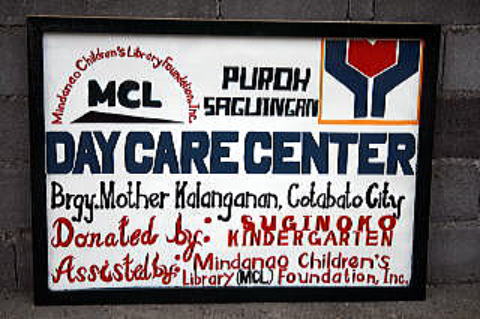 Mindanao Children's Library Foundation, Inc.
MCL
PUROK
SAGUINGAN
DAY CARE CENTER
Brgy. Mother Kalanganan, Cotabato City
Donated by: SUGINOKO
KINDERGARTEN
Assisted by: Mindanao Children's
Library (MCL) Foundation, Inc.